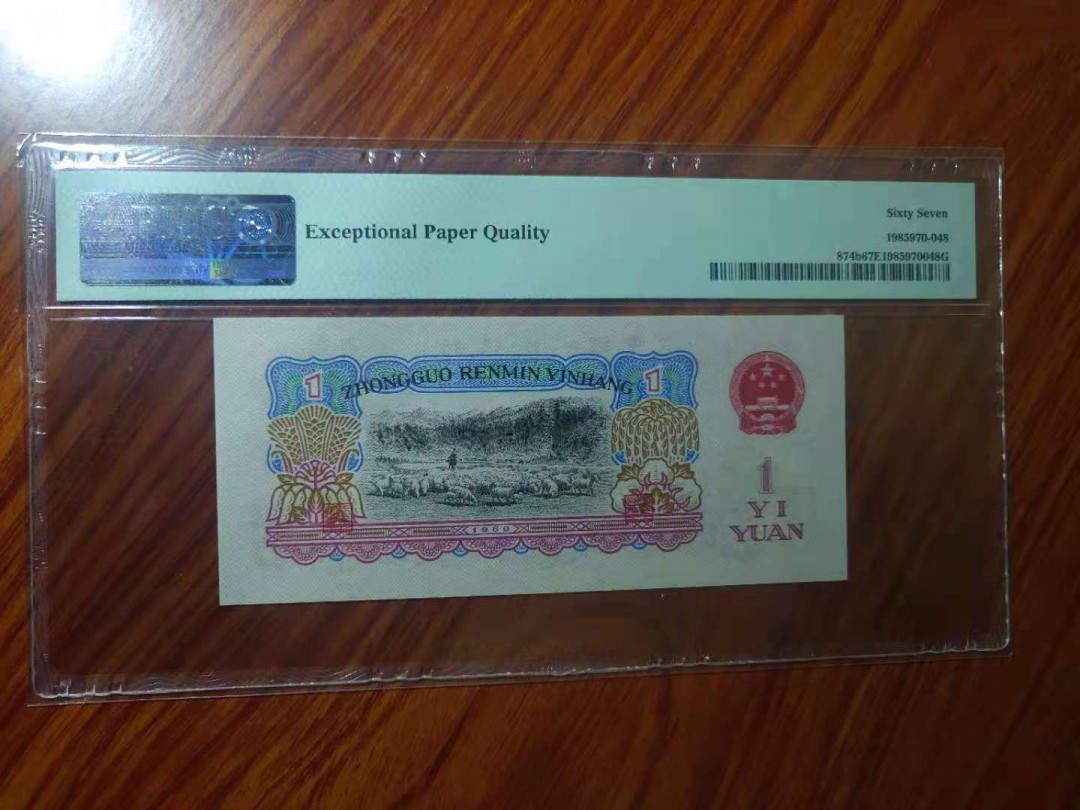 Exceptional Paper Quality
Sixty Seven
1985970-048
874b67E1985970048G
ZHONGGUO RENMIN YINHANG
1
1
1960
1
YI
YUAN